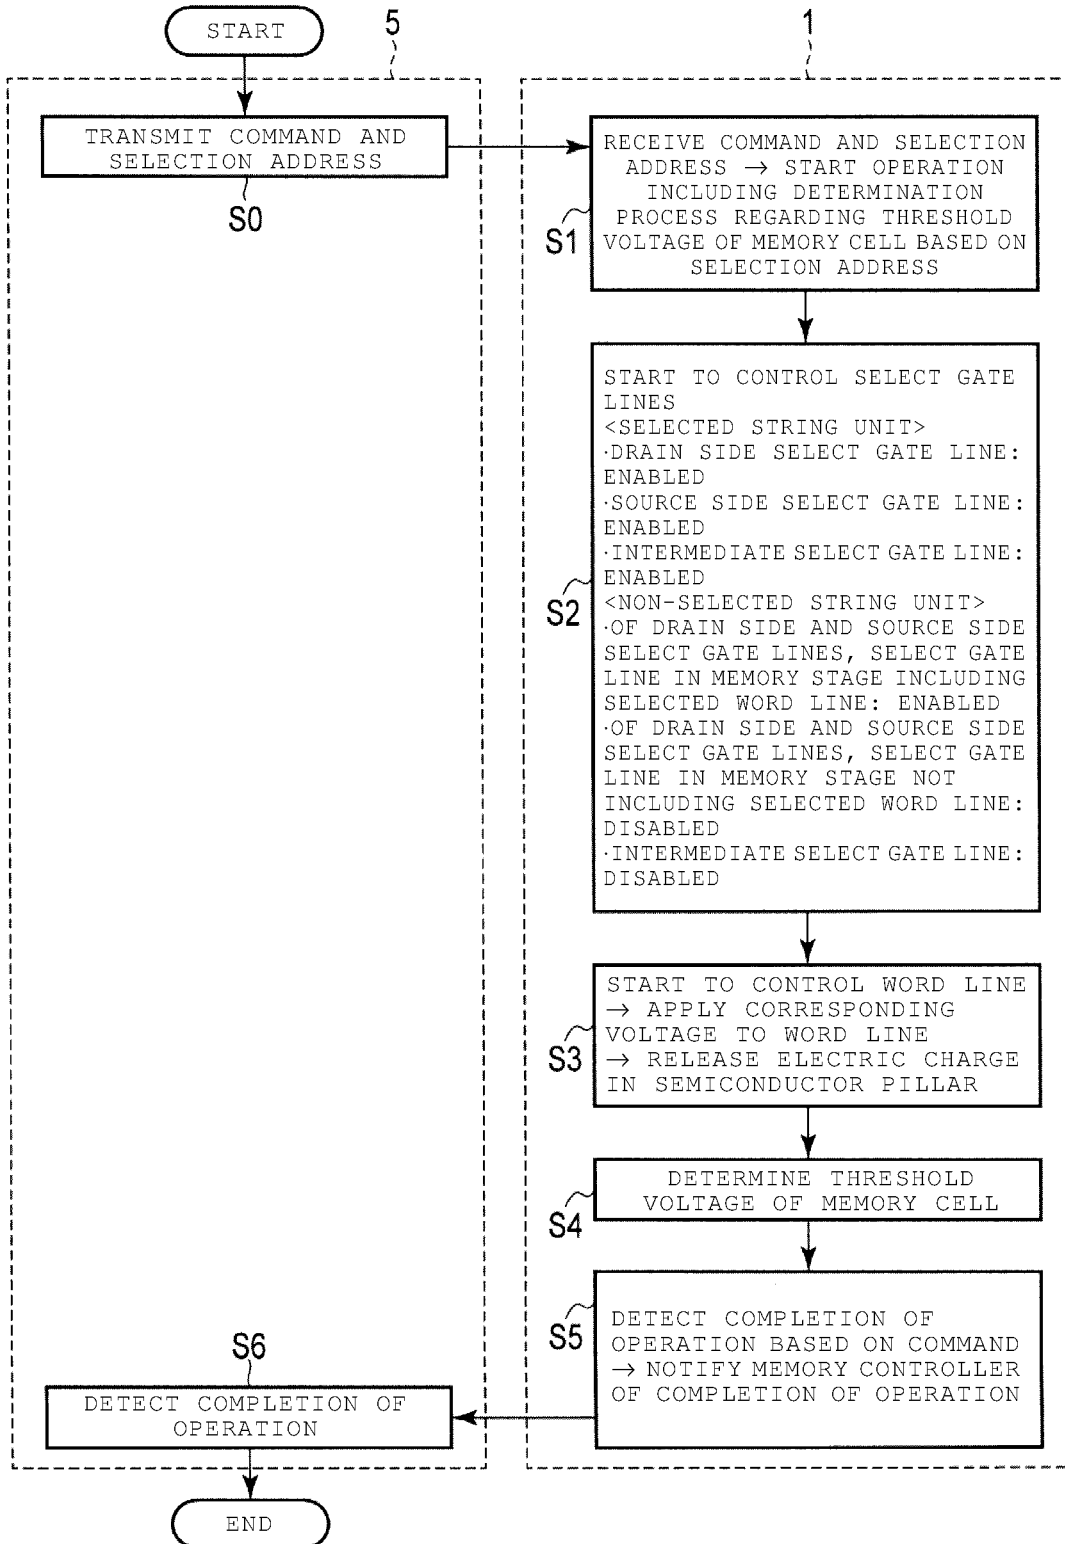 START
5
1
TRANSMIT COMMAND AND
SELECTION ADDRESS
S0
RECEIVE COMMAND AND SELECTION
ADDRESS → START OPERATION
INCLUDING DETERMINATION
PROCESS REGARDING THRESHOLD
VOLTAGE OF MEMORY CELL BASED ON
SELECTION ADDRESS
S1
START TO CONTROL SELECT GATE
LINES
<SELECTED STRING UNIT>
·DRAIN SIDE SELECT GATE LINE:
ENABLED
·SOURCE SIDE SELECT GATE LINE:
ENABLED
·INTERMEDIATE SELECT GATE LINE:
ENABLED
<NON-SELECTED STRING UNIT>
·OF DRAIN SIDE AND SOURCE SIDE
SELECT GATE LINES, SELECT GATE
LINE IN MEMORY STAGE INCLUDING
SELECTED WORD LINE: ENABLED
·OF DRAIN SIDE AND SOURCE SIDE
SELECT GATE LINES, SELECT GATE
LINE IN MEMORY STAGE NOT
INCLUDING SELECTED WORD LINE:
DISABLED
·INTERMEDIATE SELECT GATE LINE:
DISABLED
S2
START TO CONTROL WORD LINE
→ APPLY CORRESPONDING
VOLTAGE TO WORD LINE
→ RELEASE ELECTRIC CHARGE
IN SEMICONDUCTOR PILLAR
S3
DETERMINE THRESHOLD
VOLTAGE OF MEMORY CELL
S4
DETECT COMPLETION OF
OPERATION BASED ON COMMAND
→ NOTIFY MEMORY CONTROLLER
OF COMPLETION OF OPERATION
S5
S6
DETECT COMPLETION OF
OPERATION
END